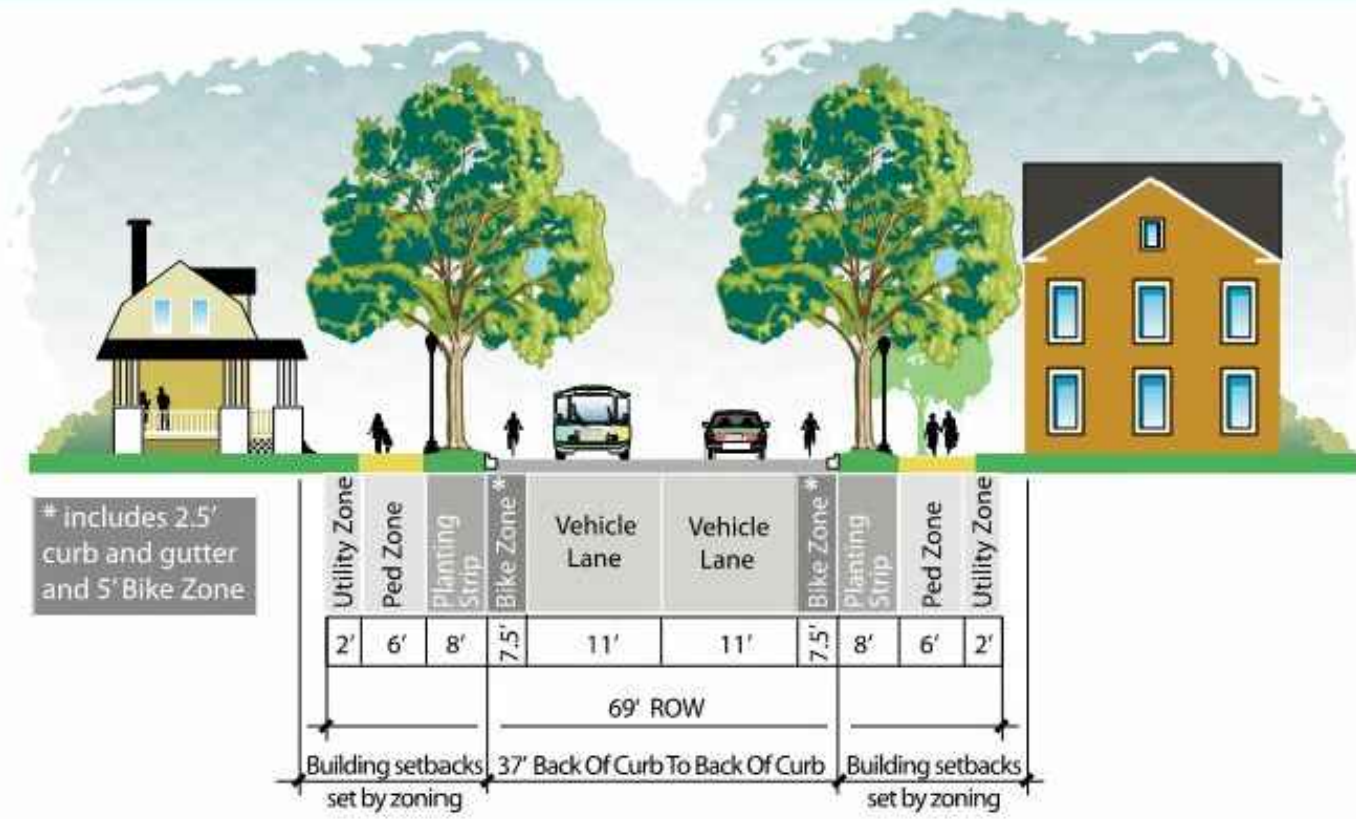 * includes 2.5'
curb and gutter
and 5' Bike Zone
Utility Zone
Ped Zone
Planting
Strip
Bike Zone *
Vehicle
Lane
Vehicle
Lane
Bike Zone *
Planting
Strip
Ped Zone
Utility Zone
2' 6' 8' 7.5' 11' 11' 7.5' 8' 6' 2'
69' ROW
Building setbacks
set by zoning
37' Back Of Curb To Back Of Curb
Building setbacks
set by zoning